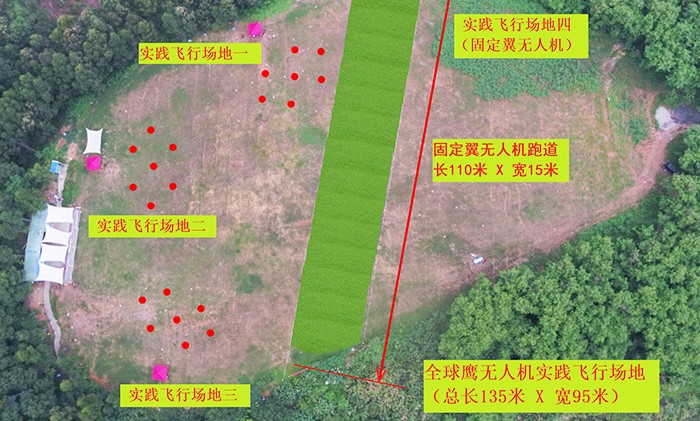 实践飞行场地一
实践飞行场地四
（固定翼无人机）
固定翼无人机跑道
长110米 X 宽15米
实践飞行场地二
实践飞行场地三
全球鹰无人机实践飞行场地
（总长135米 X 宽95米）